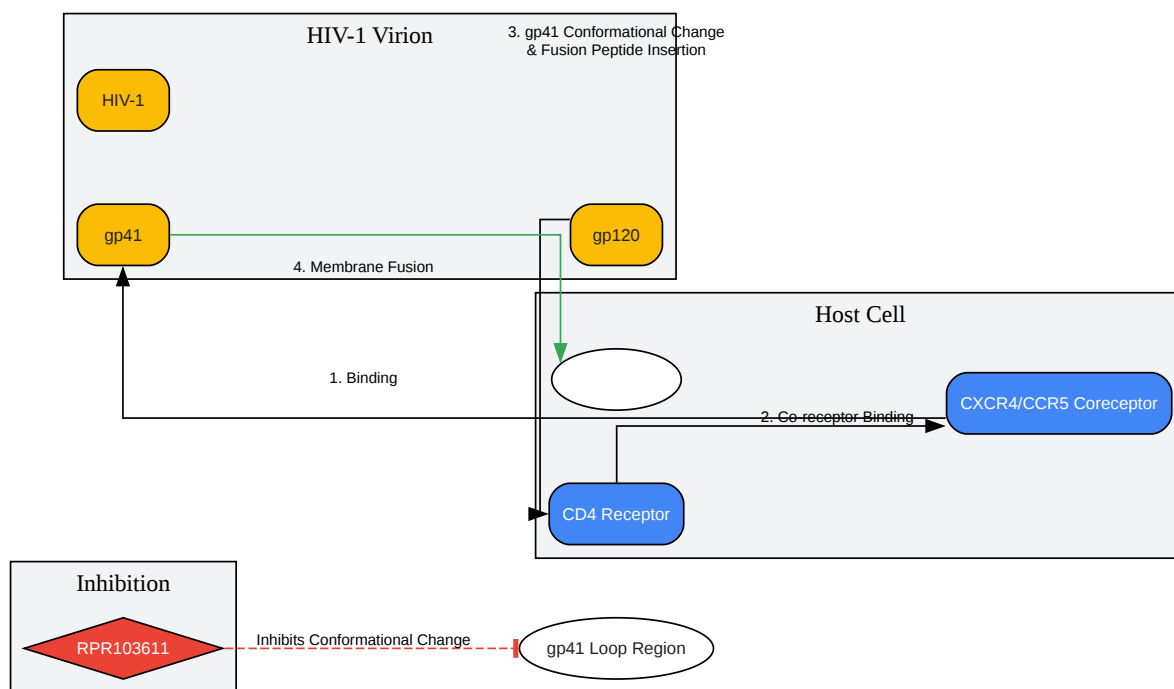 HIV-1 Virion
3. gp41 Conformational Change
& Fusion Peptide Insertion
HIV-1
gp41
gp120
4. Membrane Fusion
Host Cell
1. Binding
CXCR4/CCR5 Coreceptor
2. Co-receptor Binding
CD4 Receptor
Inhibition
RPR103611
Inhibits Conformational Change
gp41 Loop Region